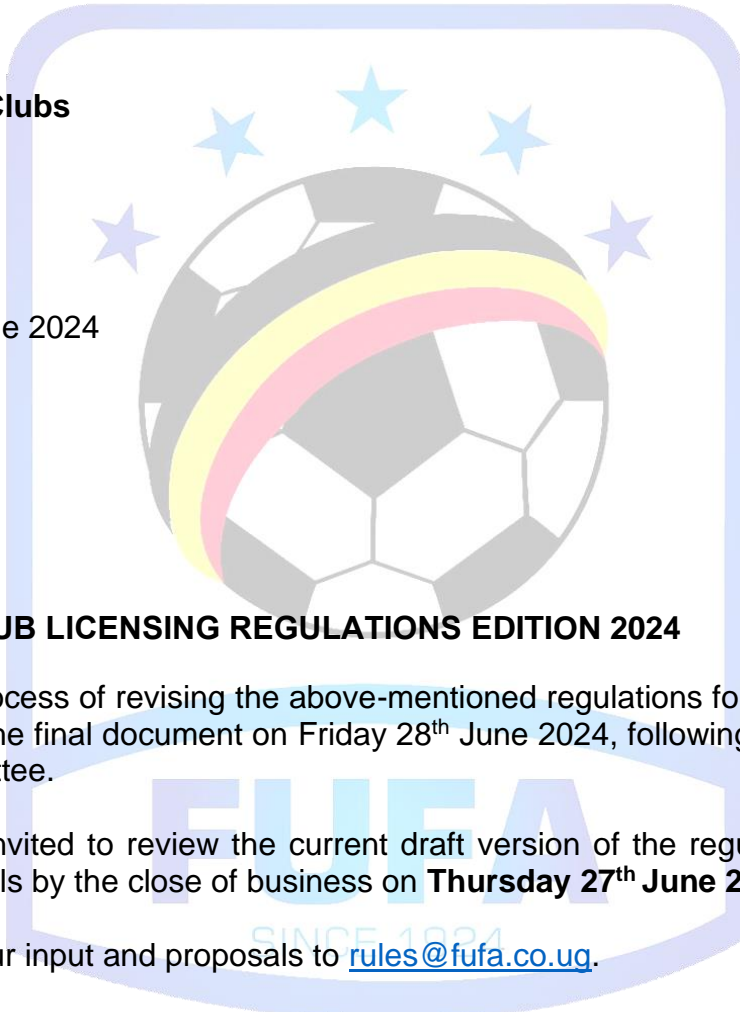 Clubs
e 2024
UB LICENSING REGULATIONS EDITION 2024
ocess of revising the above-mentioned regulations fo
ne final document on Friday 28th June 2024, following
ttee.
nvited to review the current draft version of the regu
ls by the close of business on Thursday 27th June 2
ur input and proposals to rules@fufa.co.ug.
FUFA
SINCE 1924